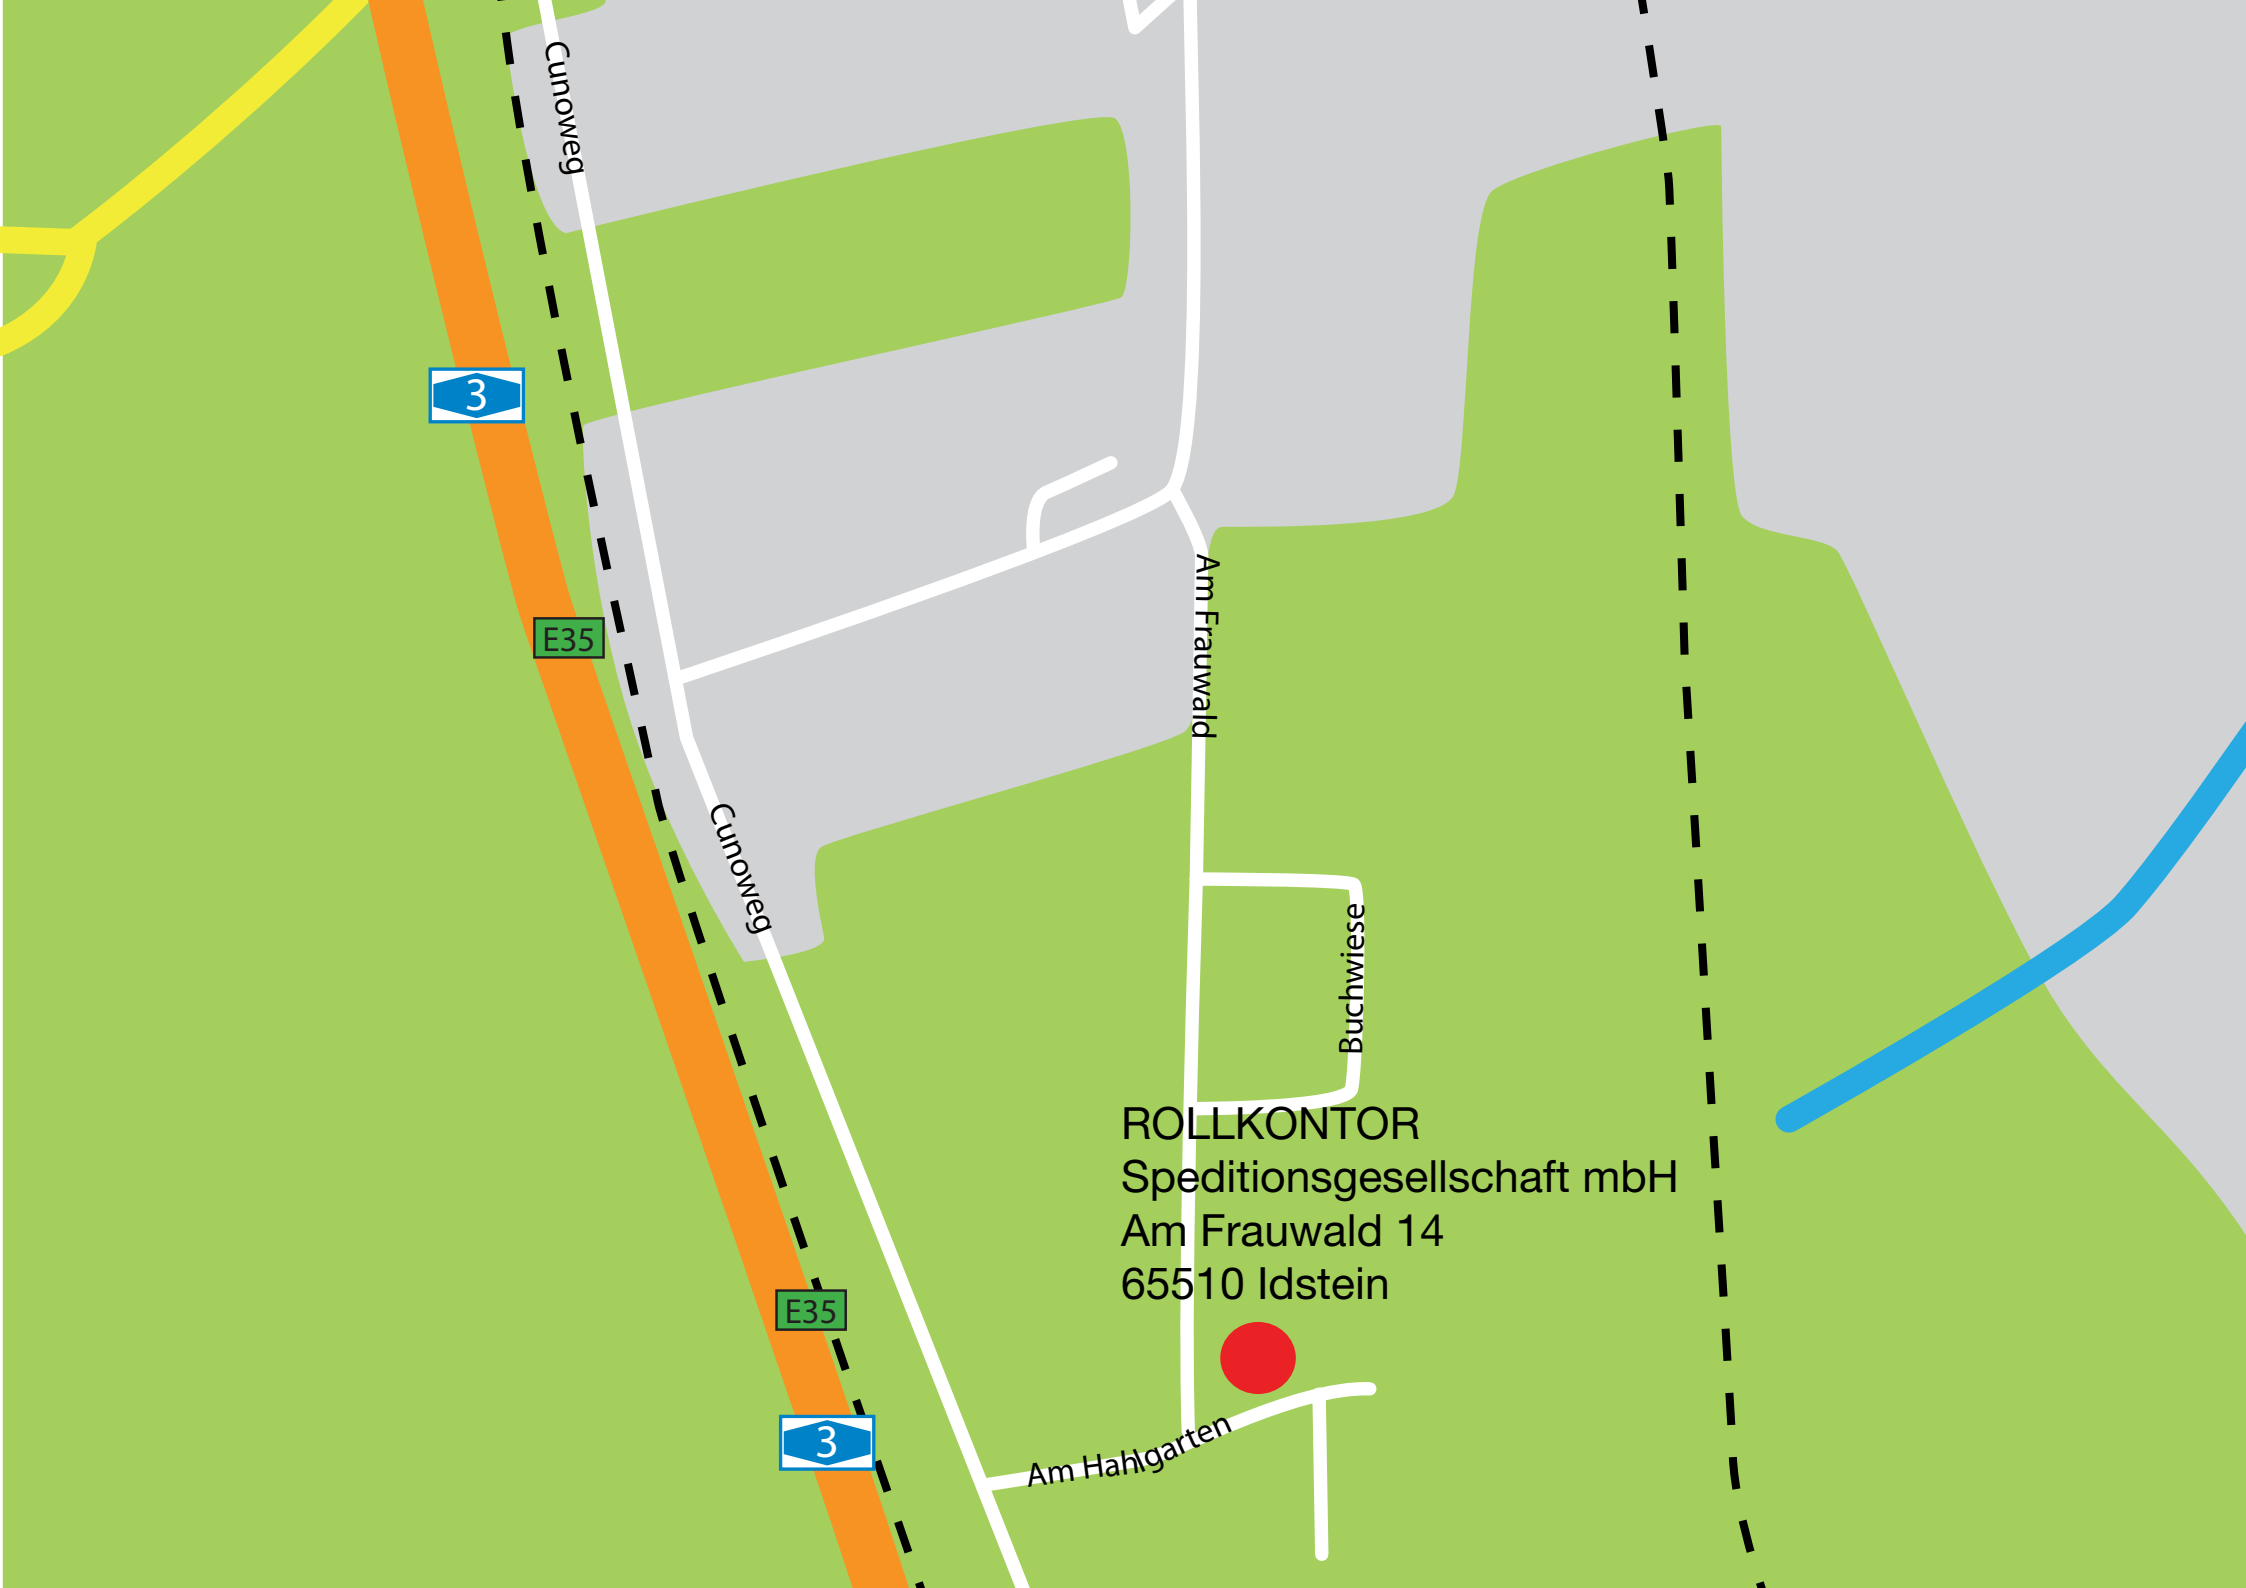 Cunoweg
3
Am Frauwald
E35
Cunoweg
Buchwiese
ROLLKONTOR
Speditionsgesellschaft mbH
Am Frauwald 14
65510 Idstein
E35
3
Am Hahlgarten